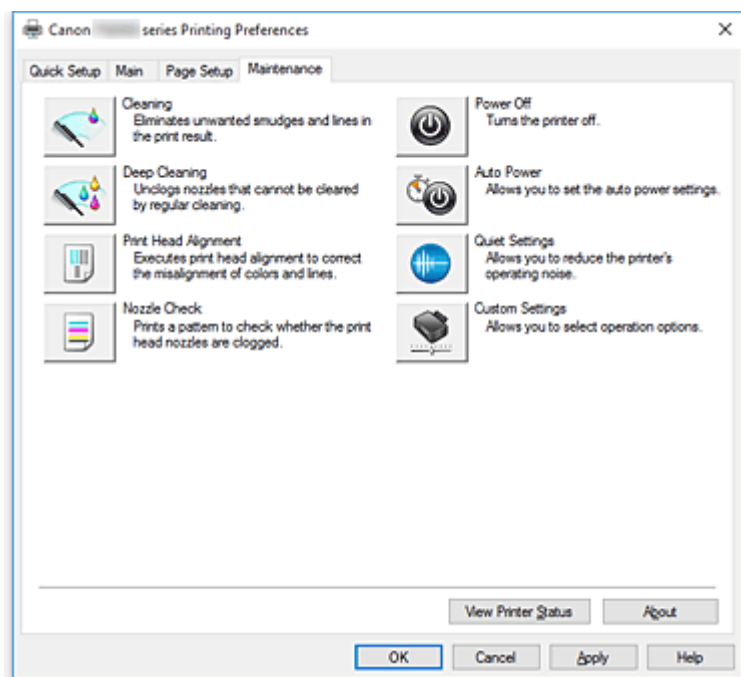 Canon series Printing Preferences
Quick Setup Main Page Setup Maintenance
Cleaning
Eliminates unwanted smudges and lines in
the print result.
Deep Cleaning
Unclogs nozzles that cannot be cleared
by regular cleaning.
Print Head Alignment
Executes print head alignment to correct
the misalignment of colors and lines.
Nozzle Check
Prints a pattern to check whether the print
head nozzles are clogged.
Power Off
Turns the printer off.
Auto Power
Allows you to set the auto power settings.
Quiet Settings
Allows you to reduce the printer's
operating noise.
Custom Settings
Allows you to select operation options.
View Printer Status About
OK Cancel Apply Help